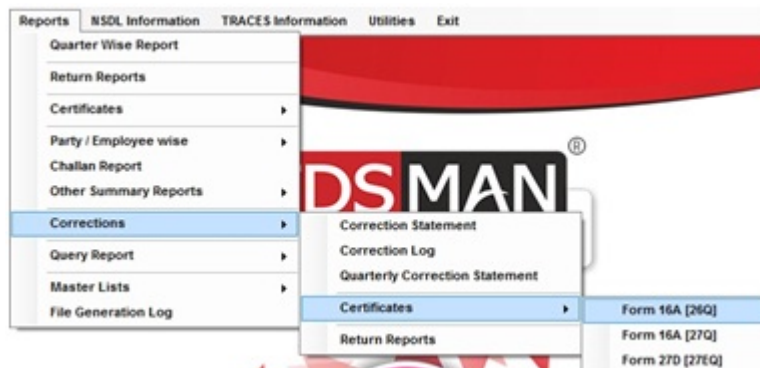 Reports NSDL Information TRACES Information Utilities Exit
Quarter Wise Report
Return Reports
Certificates
Party / Employee wise
Challan Report
Other Summary Reports
Corrections
Query Report
Master Lists
File Generation Log
DSMAN ®
Correction Statement
Correction Log
Quarterly Correction Statement
Certificates
Return Reports
Form 16A [26Q]
Form 16A [27Q]
Form 27D [27EQ]